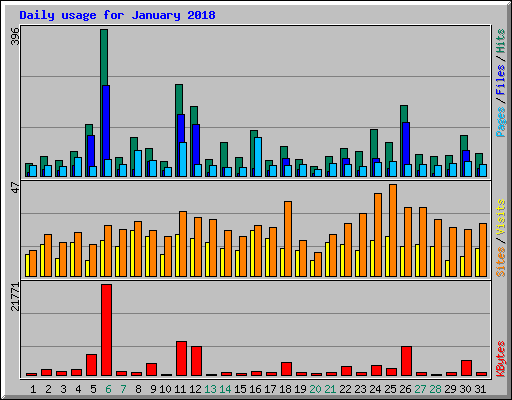 Daily usage for January 2018
396
Pages / Files / Hits
47
Sites / Visits
21771
KBytes
1 2 3 4 5 6 7 8 9 10 11 12 13 14 15 16 17 18 19 20 21 22 23 24 25 26 27 28 29 30 31